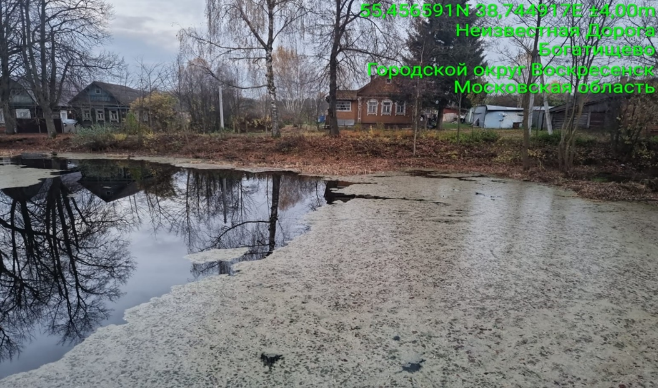 55,456591N 38,744917E ±4,00m
Неизвестная Дорога
Богатищево
Городской округ Воскресенск
Московская область